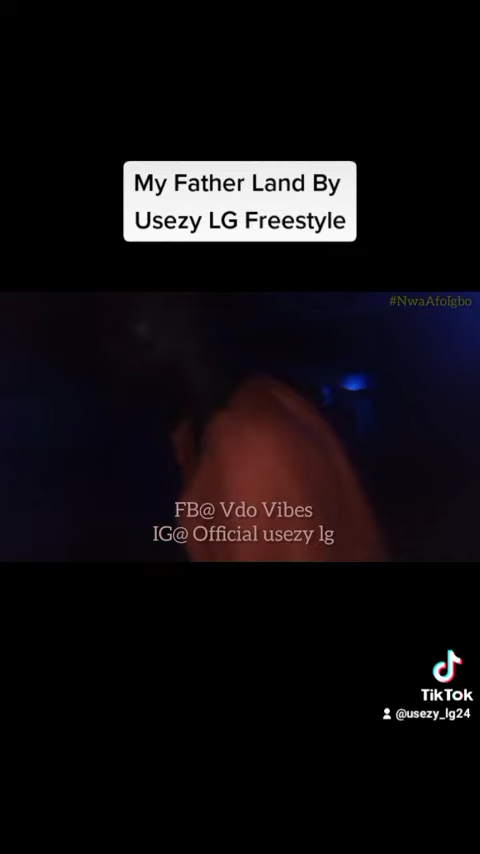 My Father Land By
Usezy LG Freestyle
#NwaAfoIgbo
FB@ Vdo Vibes
IG@ Official usezy lg
TikTok
@usezy_lg24